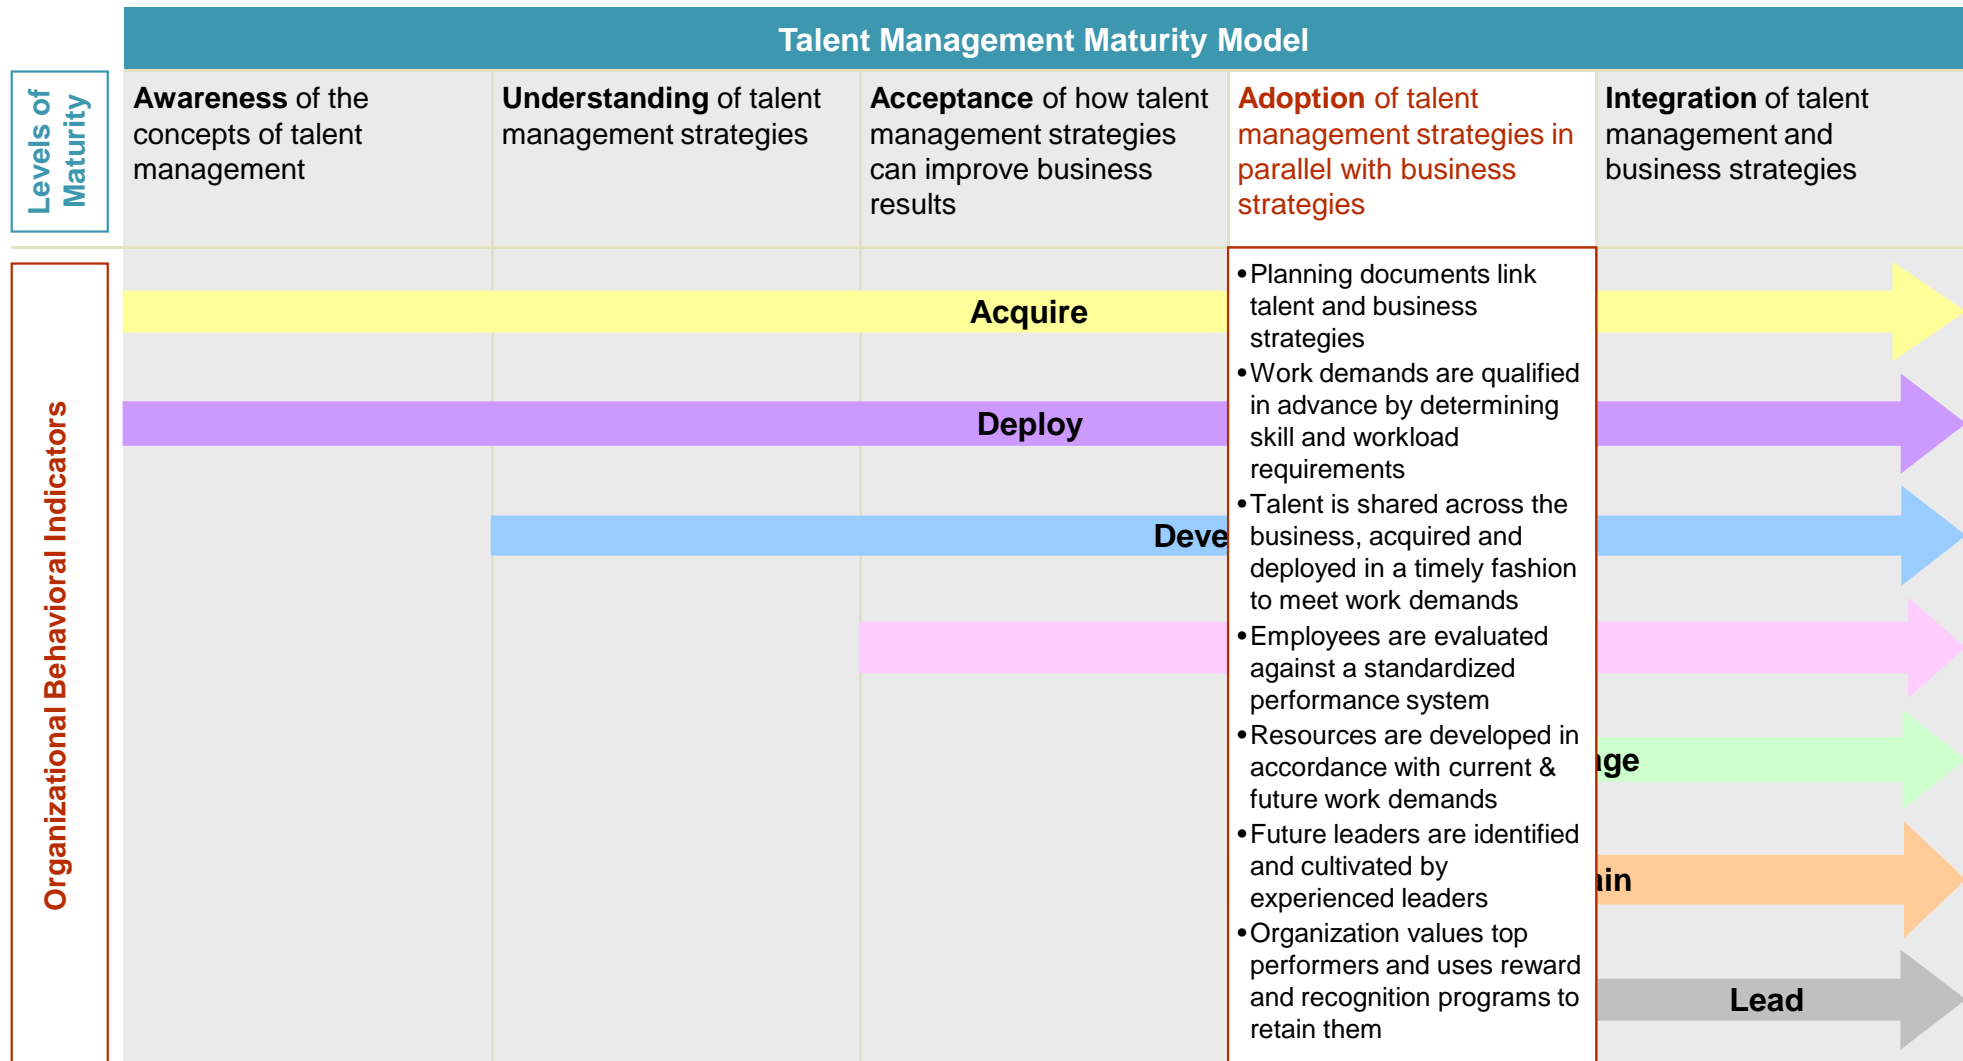 Talent Management Maturity Model
Levels of
Maturity
Awareness of the
concepts of talent
management
Understanding of talent
management strategies
Acceptance of how talent
management strategies
can improve business
results
Adoption of talent
management strategies in
parallel with business
strategies
Integration of talent
management and
business strategies
Organizational Behavioral Indicators
Acquire
Deploy
Deve
•Planning documents link
talent and business
strategies
•Work demands are qualified
in advance by determining
skill and workload
requirements
•Talent is shared across the
business, acquired and
deployed in a timely fashion
to meet work demands
•Employees are evaluated
against a standardized
performance system
•Resources are developed in
accordance with current &
future work demands
•Future leaders are identified
and cultivated by
experienced leaders
•Organization values top
performers and uses reward
and recognition programs to
retain them
age
ain
Lead